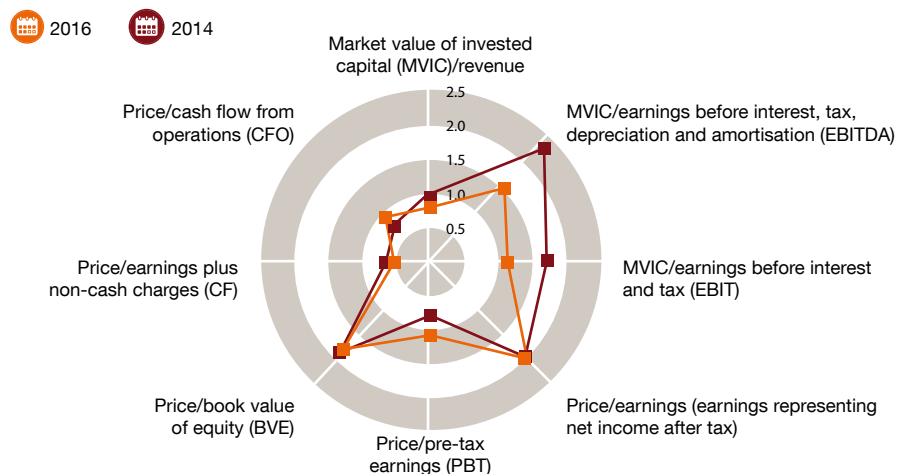 2016
2014
Market value of invested
capital (MVIC)/revenue
Price/cash flow from
operations (CFO)
MVIC/earnings before interest, tax,
depreciation and amortisation (EBITDA)
2.5
2.0
1.5
1.0
0.5
Price/earnings plus
non-cash charges (CF)
MVIC/earnings before interest
and tax (EBIT)
Price/book value
of equity (BVE)
Price/earnings (earnings representing
net income after tax)
Price/pre-tax
earnings (PBT)